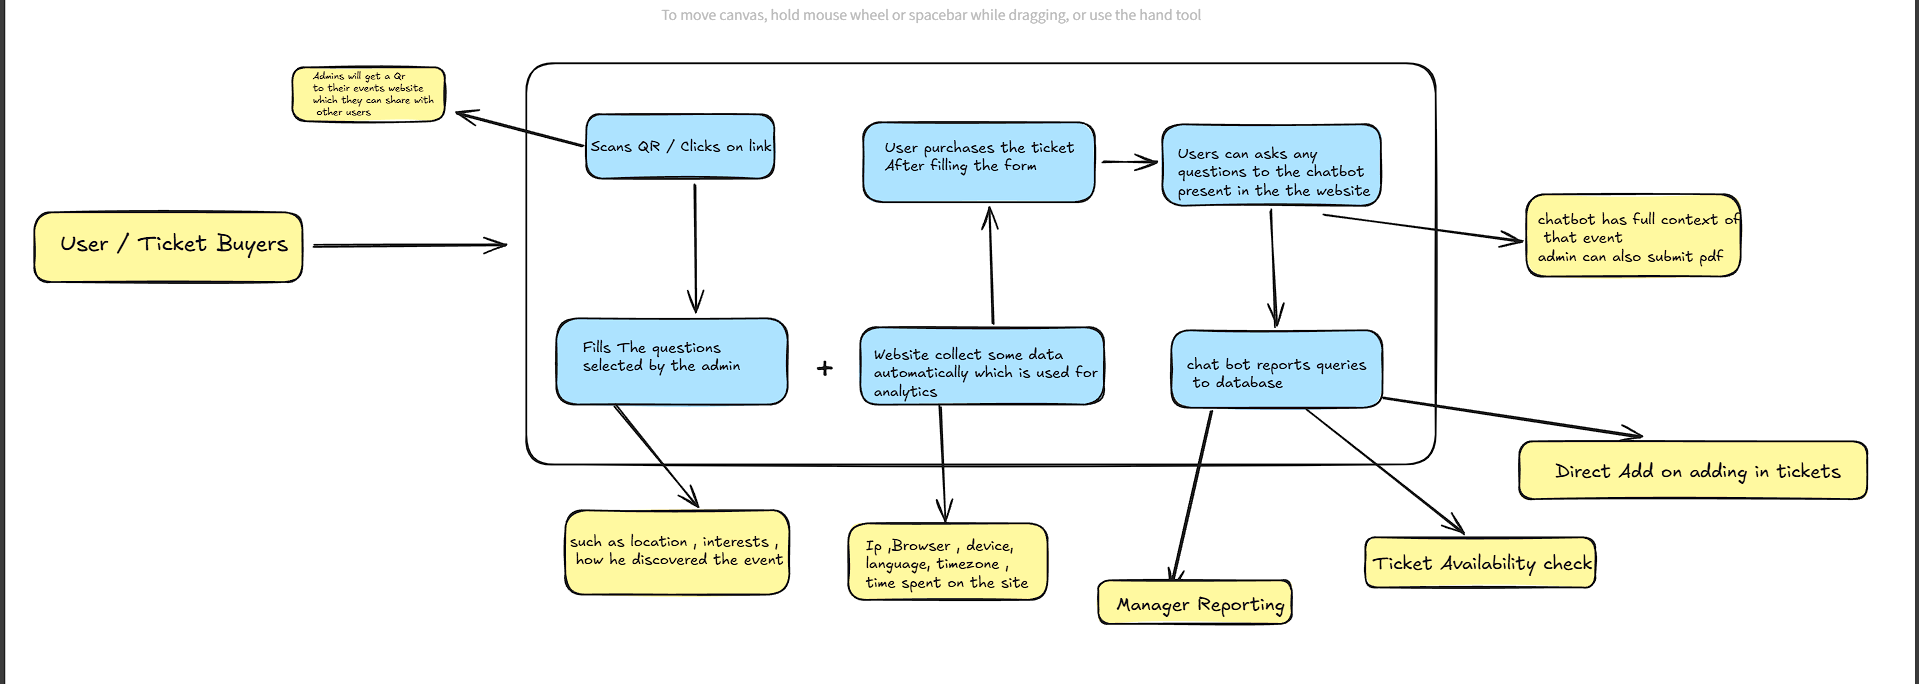 To move canvas, hold mouse wheel or spacebar while dragging, or use the hand tool
Admins will get a Qr
to their events website
which they can share with
other users
Scans QR / Clicks on link
User purchases the ticket
After filling the form
Users can asks any
questions to the chatbot
present in the the website
User / Ticket Buyers
chatbot has full context of
that event
admin can also submit pdf
Fills The questions
selected by the admin
+
Website collect some data
automatically which is used for
analytics
chat bot reports queries
to database
Direct Add on adding in tickets
such as location , interests ,
how he discovered the event
Ip ,Browser , device,
language, timezone ,
time spent on the site
Ticket Availability check
Manager Reporting